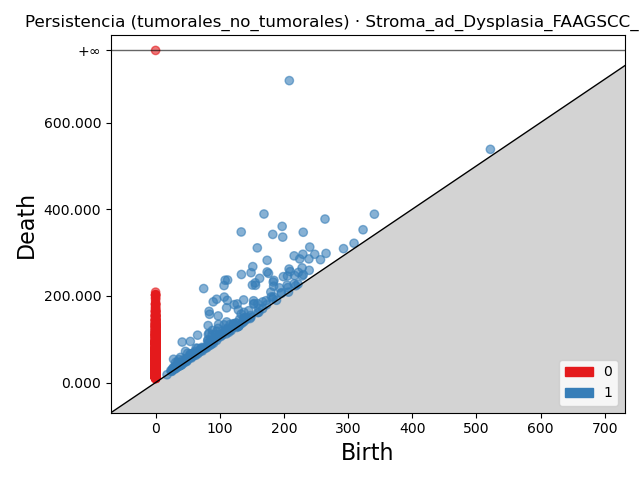 Persistencia (tumorales_no_tumorales) · Stroma_ad_Dysplasia_FAAGSCC_
+∞
600.000
400.000
200.000
0.000
Death
0
1
0 100 200 300 400 500 600 700
Birth